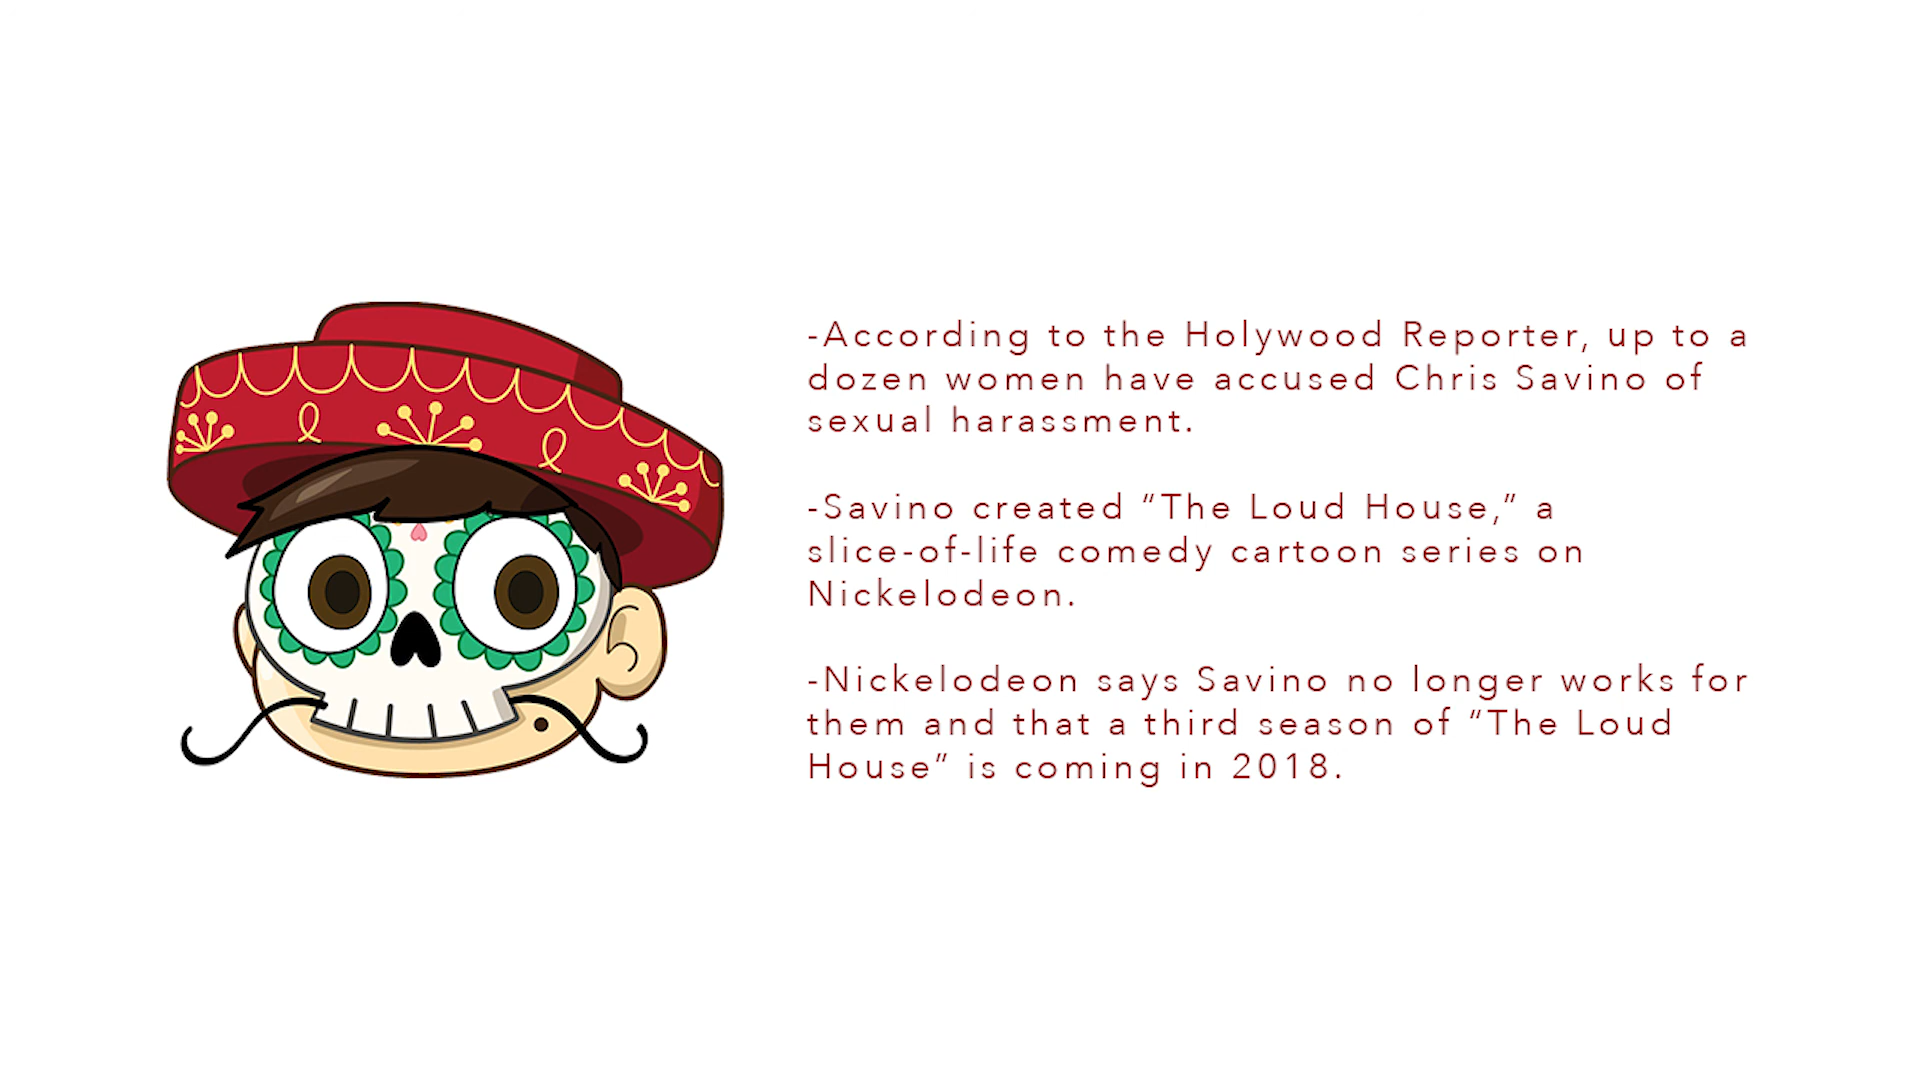 -According to the Holywood Reporter, up to a
dozen women have accused Chris Savino of
sexual harassment.
-Savino created “The Loud House,” a
slice-of-life comedy cartoon series on
Nickelodeon.
-Nickelodeon says Savino no longer works for
them and that a third season of “The Loud
House” is coming in 2018.